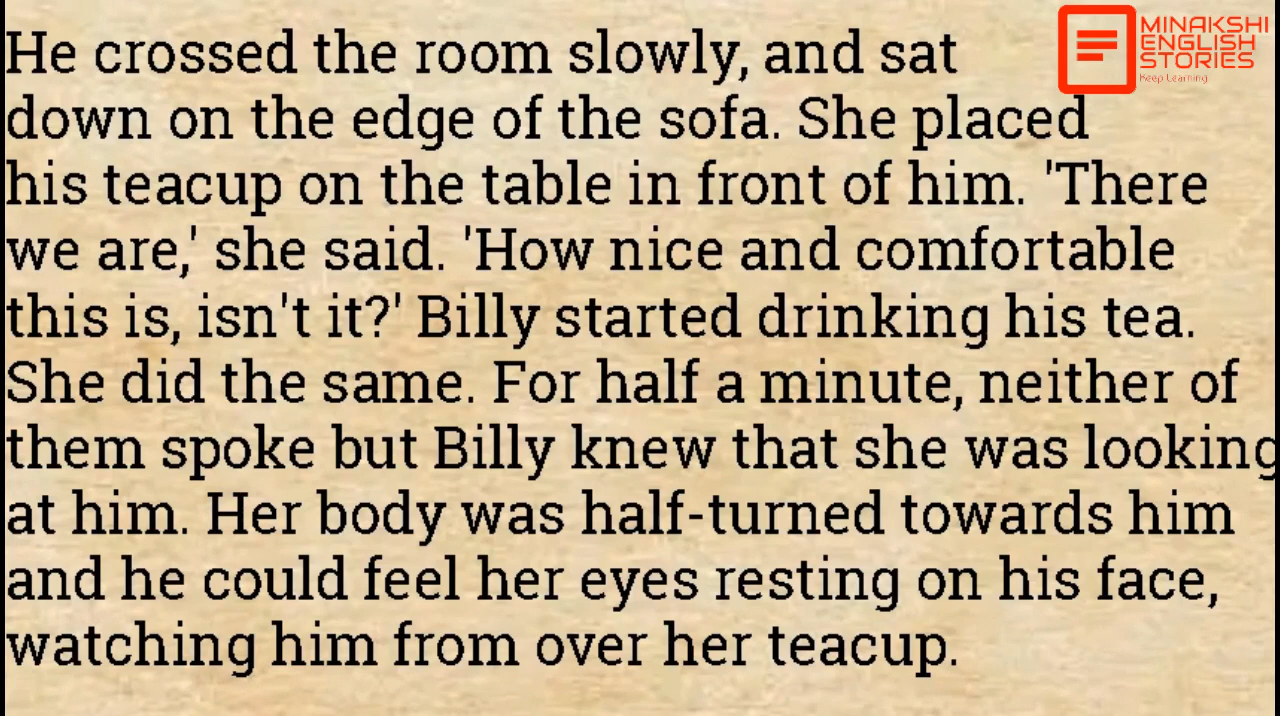 He crossed the room slowly, and sat
down on the edge of the sofa. She placed
his teacup on the table in front of him. 'There
we are,' she said. 'How nice and comfortable
this is, isn't it?' Billy started drinking his tea.
She did the same. For half a minute, neither of
them spoke but Billy knew that she was looking
at him. Her body was half-turned towards him
and he could feel her eyes resting on his face,
watching him from over her teacup.
MINAKSHI
ENGLISH
STORIES
Keep Learning